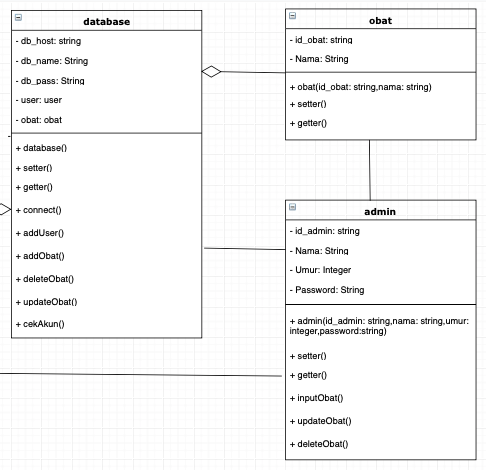 database
- db_host: string
- db_name: String
- db_pass: String
- user: user
- obat: obat
+ database()
+ setter()
+ getter()
+ connect()
+ addUser()
+ addObat()
+ deleteObat()
+ updateObat()
+ cekAkun()
obat
- id_obat: string
- Nama: String
+ obat(id_obat: string,nama: string)
+ setter()
+ getter()
admin
- id_admin: string
- Nama: String
- Umur: Integer
- Password: String
+ admin(id_admin: string,nama: string,umur:
integer,password:string)
+ setter()
+ getter()
+ inputObat()
+ updateObat()
+ deleteObat()